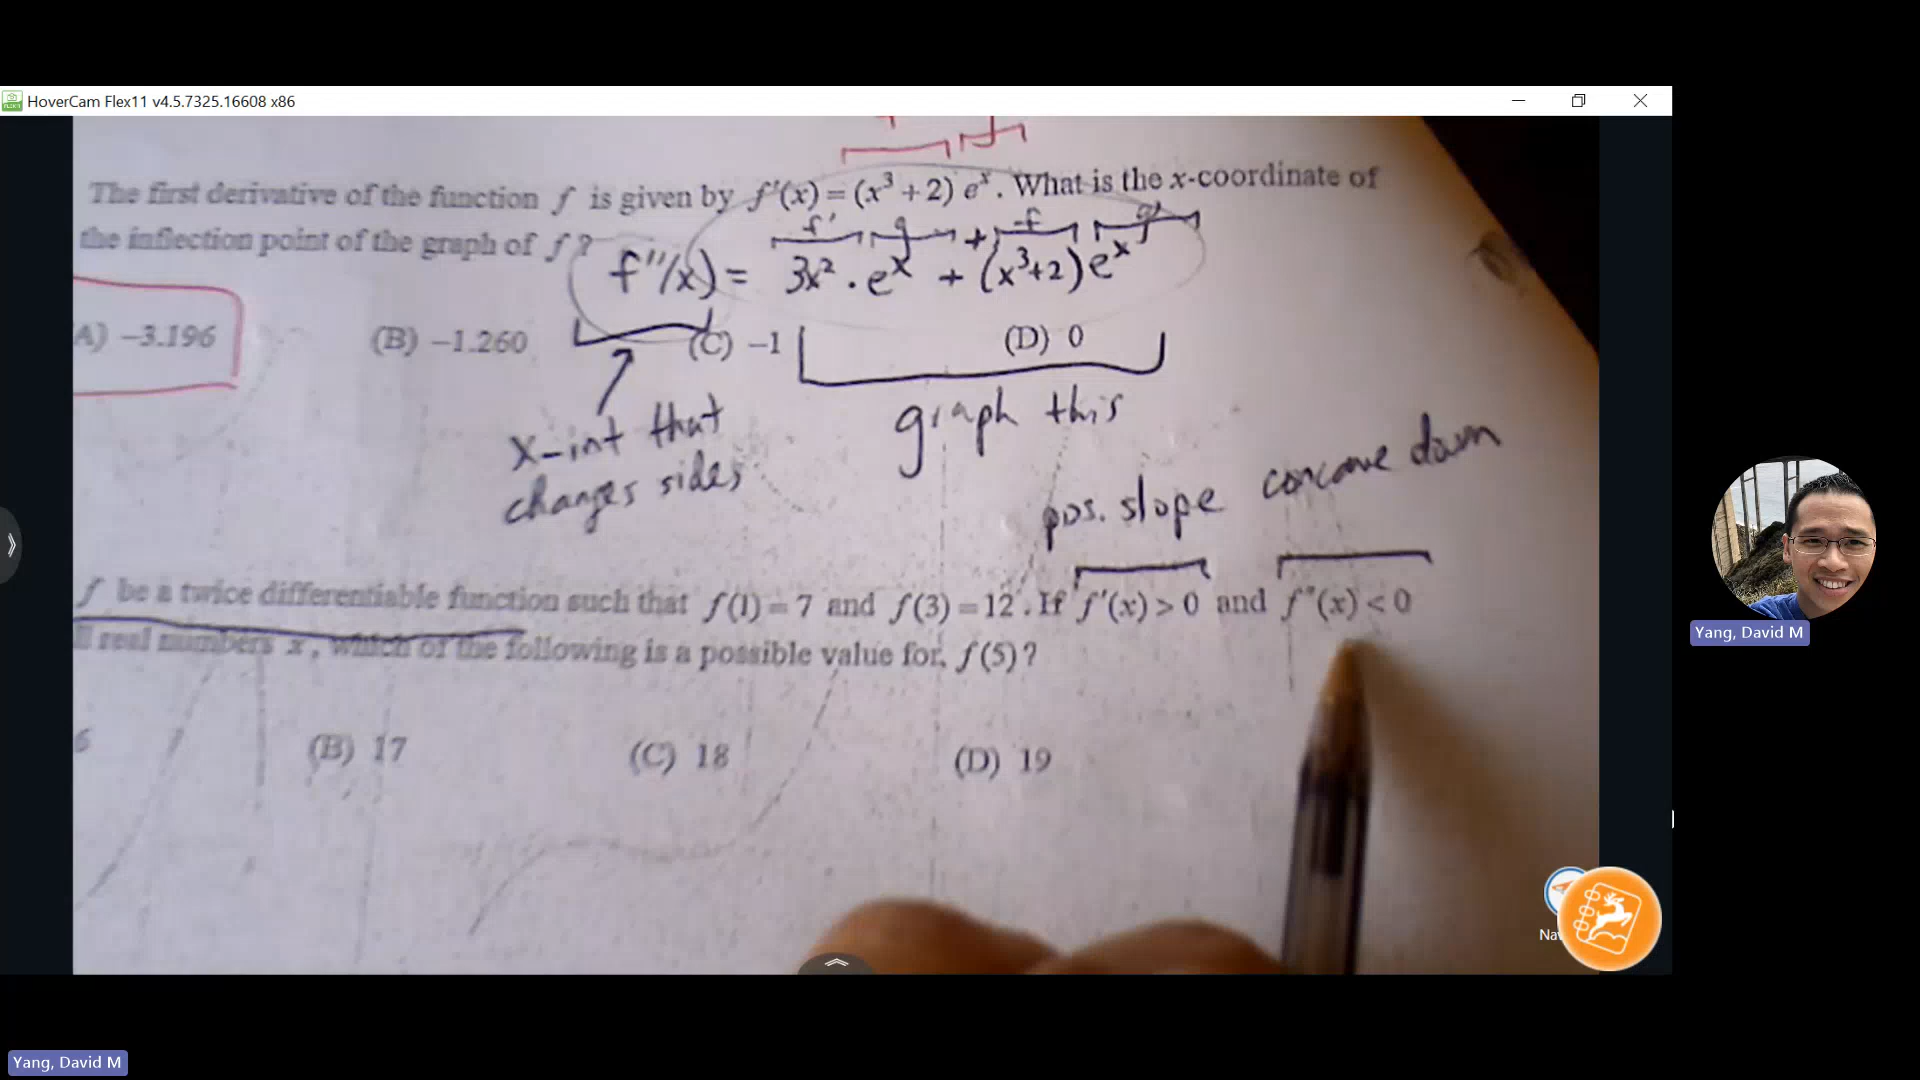 HoverCam Flex11 v4.5.7325.16608 x86
The first derivative of the function f is given by f'(x) = (x³ + 2) eˣ. What is the x-coordinate of
the inflection point of the graph of f?
f' g + f g'
f''(x) = 3x² · eˣ + (x³+2) eˣ
A) −3.196 (B) −1.260 (C) −1 (D) 0
x-int that
changes sides
graph this
pos. slope concave down
f be a twice differentiable function such that f(1) = 7 and f(3) = 12. If f'(x) > 0 and f''(x) < 0
ll real numbers x, which of the following is a possible value for f(5)?
6 (B) 17 (C) 18 (D) 19
Yang, David M
Yang, David M